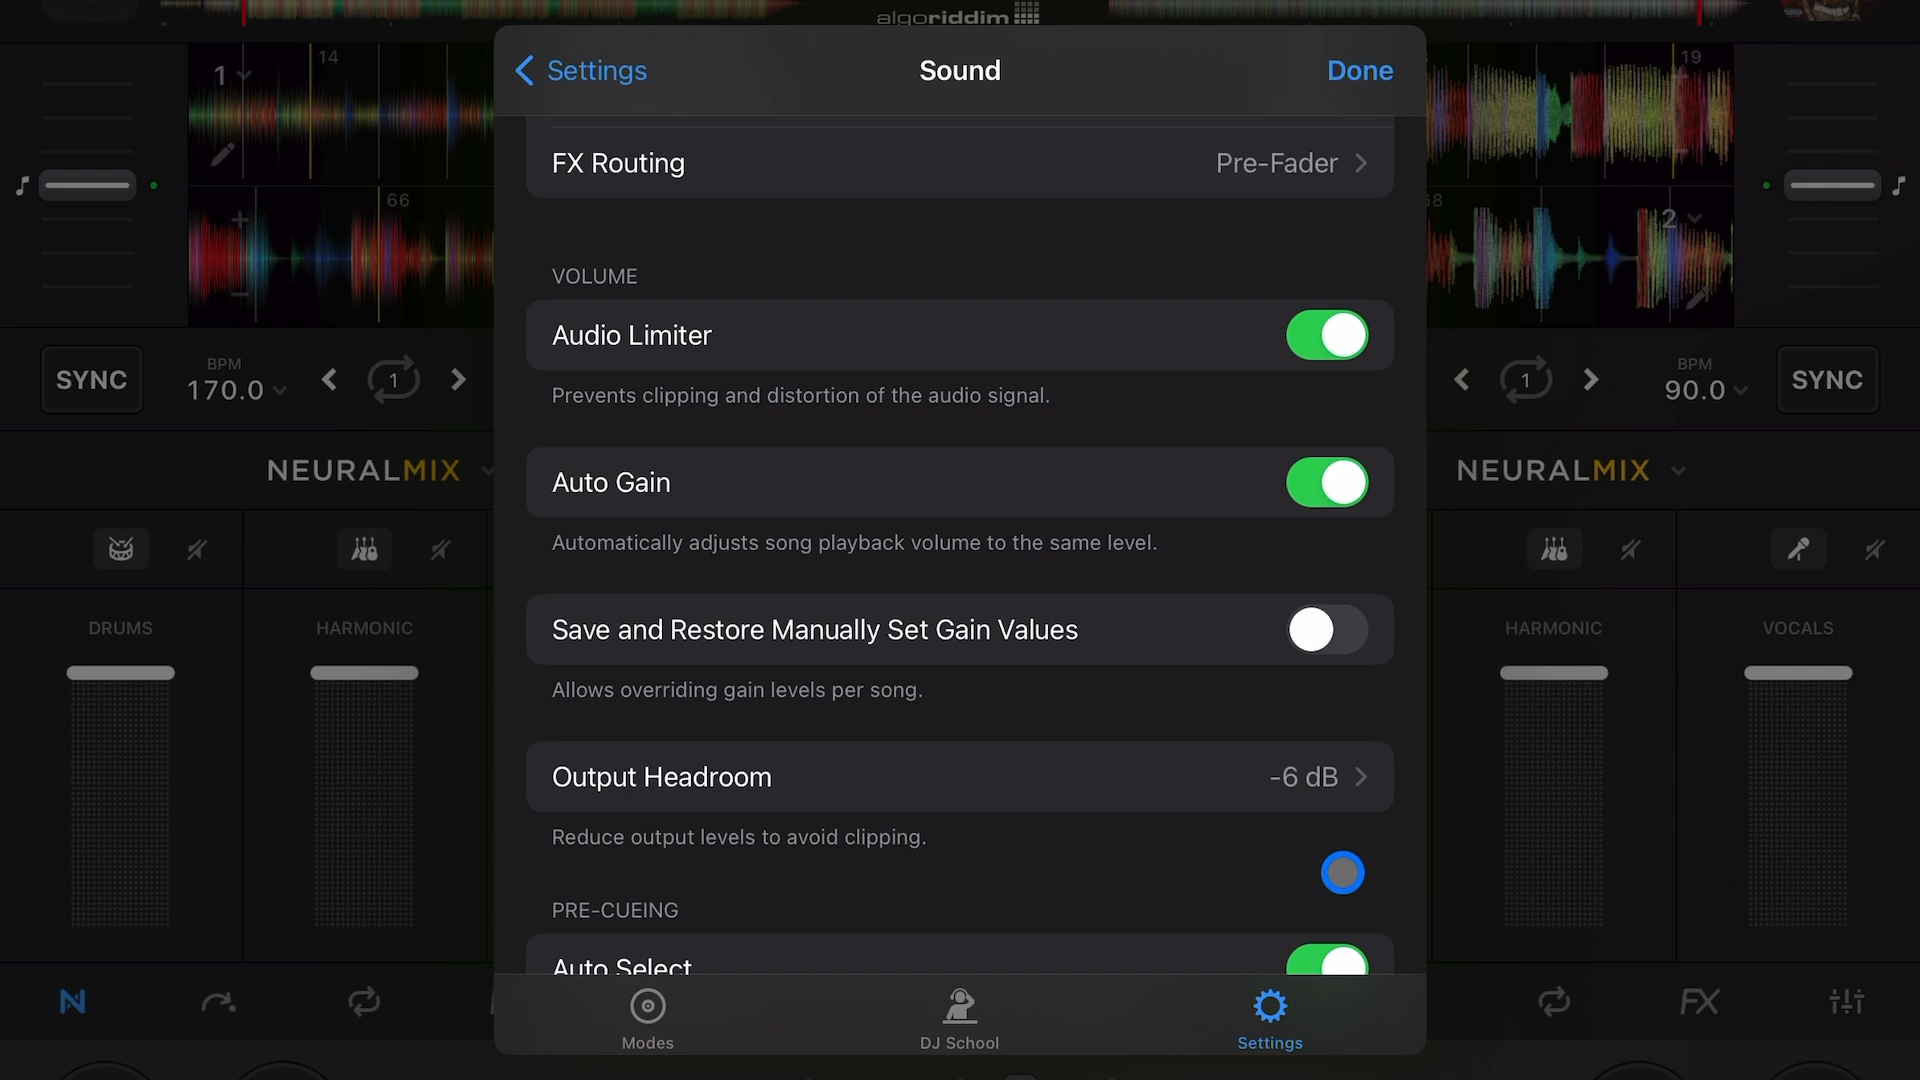 algoriddim
Settings
Sound
Done
1
14
19
FX Routing
Pre-Fader
66
68
2
VOLUME
Audio Limiter
Prevents clipping and distortion of the audio signal.
SYNC
BPM
170.0
1
1
BPM
90.0
SYNC
NEURALMIX
NEURALMIX
Auto Gain
Automatically adjusts song playback volume to the same level.
DRUMS
HARMONIC
Save and Restore Manually Set Gain Values
Allows overriding gain levels per song.
HARMONIC
VOCALS
Output Headroom
-6 dB
Reduce output levels to avoid clipping.
PRE-CUEING
Auto Select
FX
Modes
DJ School
Settings